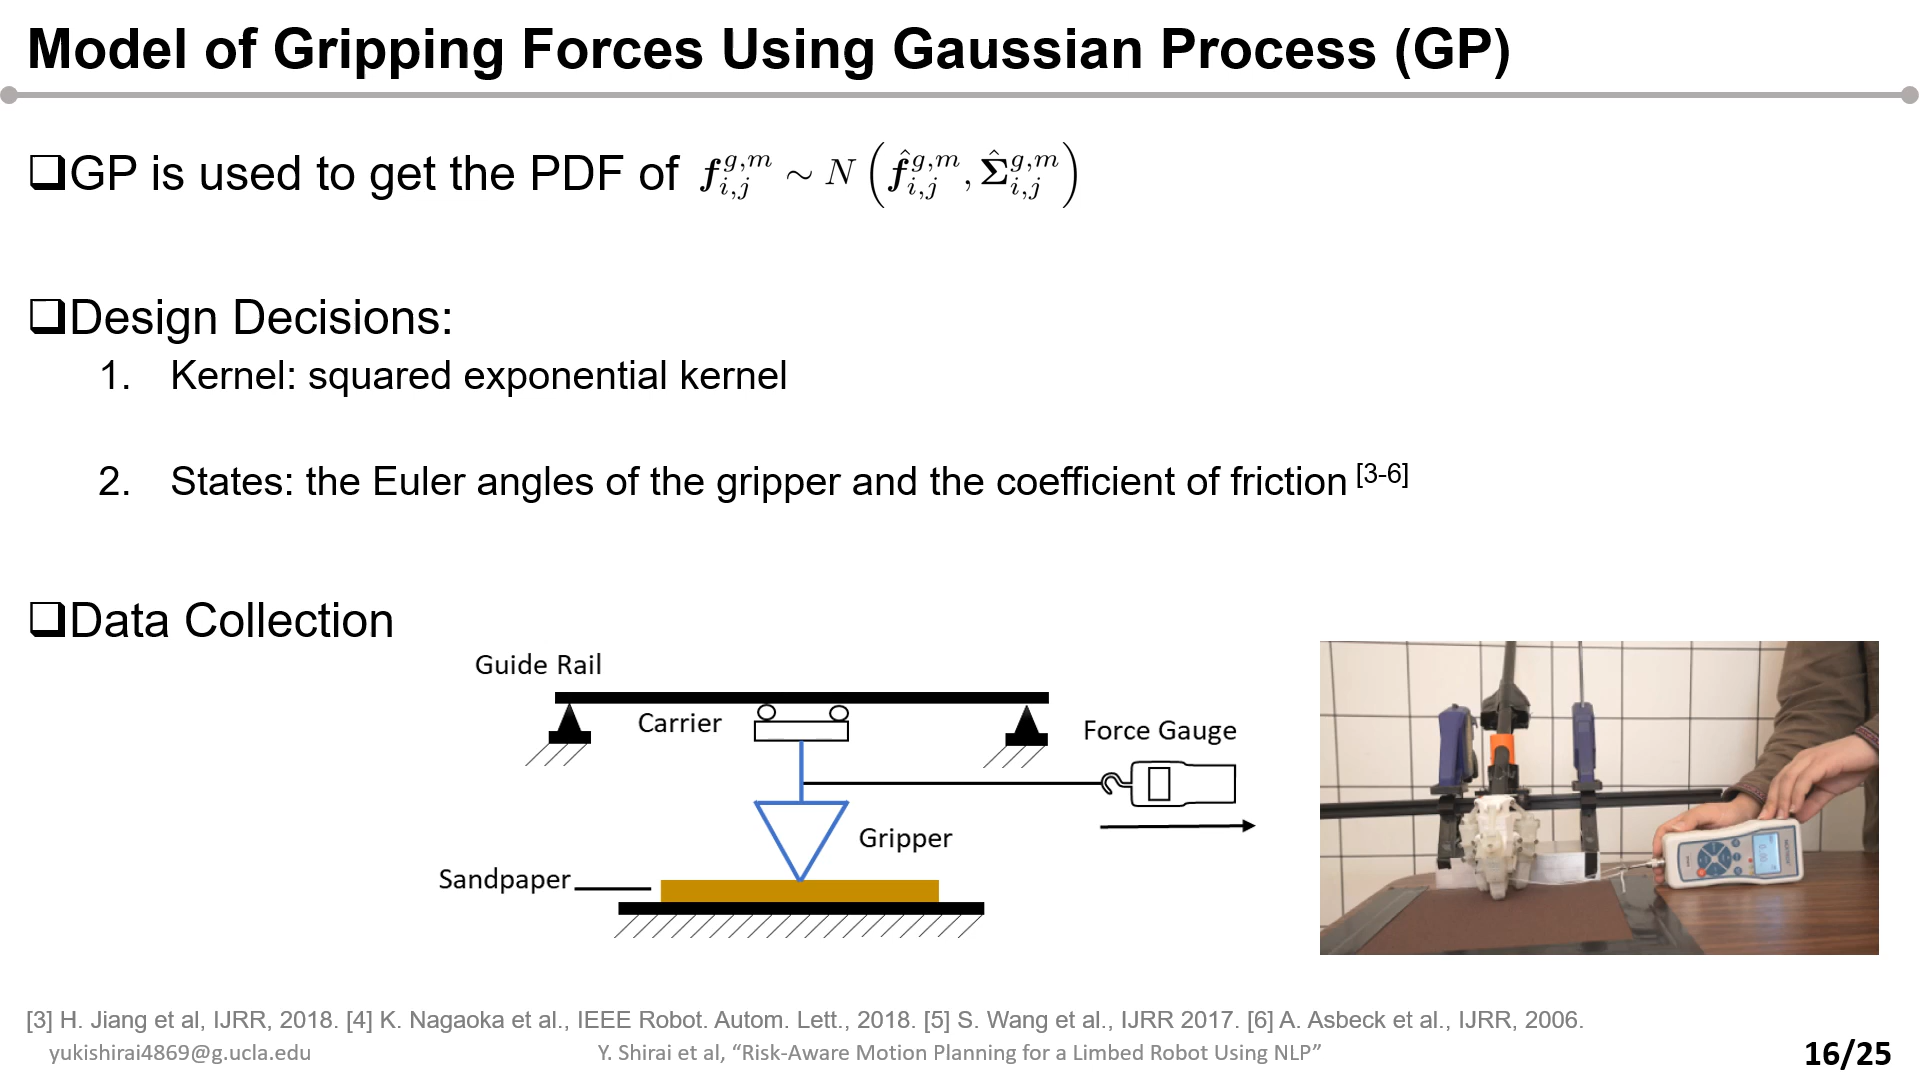 Model of Gripping Forces Using Gaussian Process (GP)
❑GP is used to get the PDF of $\boldsymbol{f}_{i,j}^{g,m} \sim N\left(\hat{\boldsymbol{f}}_{i,j}^{g,m}, \hat{\boldsymbol{\Sigma}}_{i,j}^{g,m}\right)$
❑Design Decisions:
1. Kernel: squared exponential kernel
2. States: the Euler angles of the gripper and the coefficient of friction [3-6]
❑Data Collection
Guide Rail
Carrier
Force Gauge
Gripper
Sandpaper
[3] H. Jiang et al, IJRR, 2018. [4] K. Nagaoka et al., IEEE Robot. Autom. Lett., 2018. [5] S. Wang et al., IJRR 2017. [6] A. Asbeck et al., IJRR, 2006.
yukishirai4869@g.ucla.edu
Y. Shirai et al, “Risk-Aware Motion Planning for a Limbed Robot Using NLP”
16/25